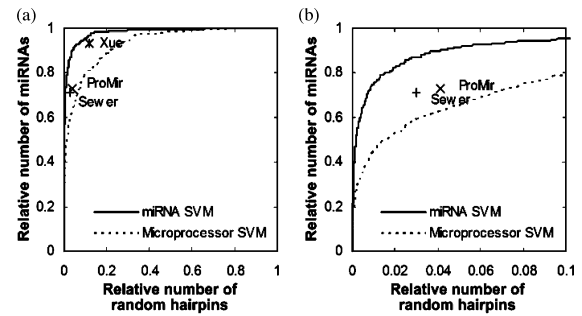 (a)
Relative number of miRNAs
1
0.8
0.6
0.4
0.2
0
Xue
ProMir
Sewer
miRNA SVM
Microprocessor SVM
0 0.2 0.4 0.6 0.8 1
Relative number of
random hairpins
(b)
Relative number of miRNAs
1
0.8
0.6
0.4
0.2
0
ProMir
Sewer
miRNA SVM
Microprocessor SVM
0 0.02 0.04 0.06 0.08 0.1
Relative number of
random hairpins